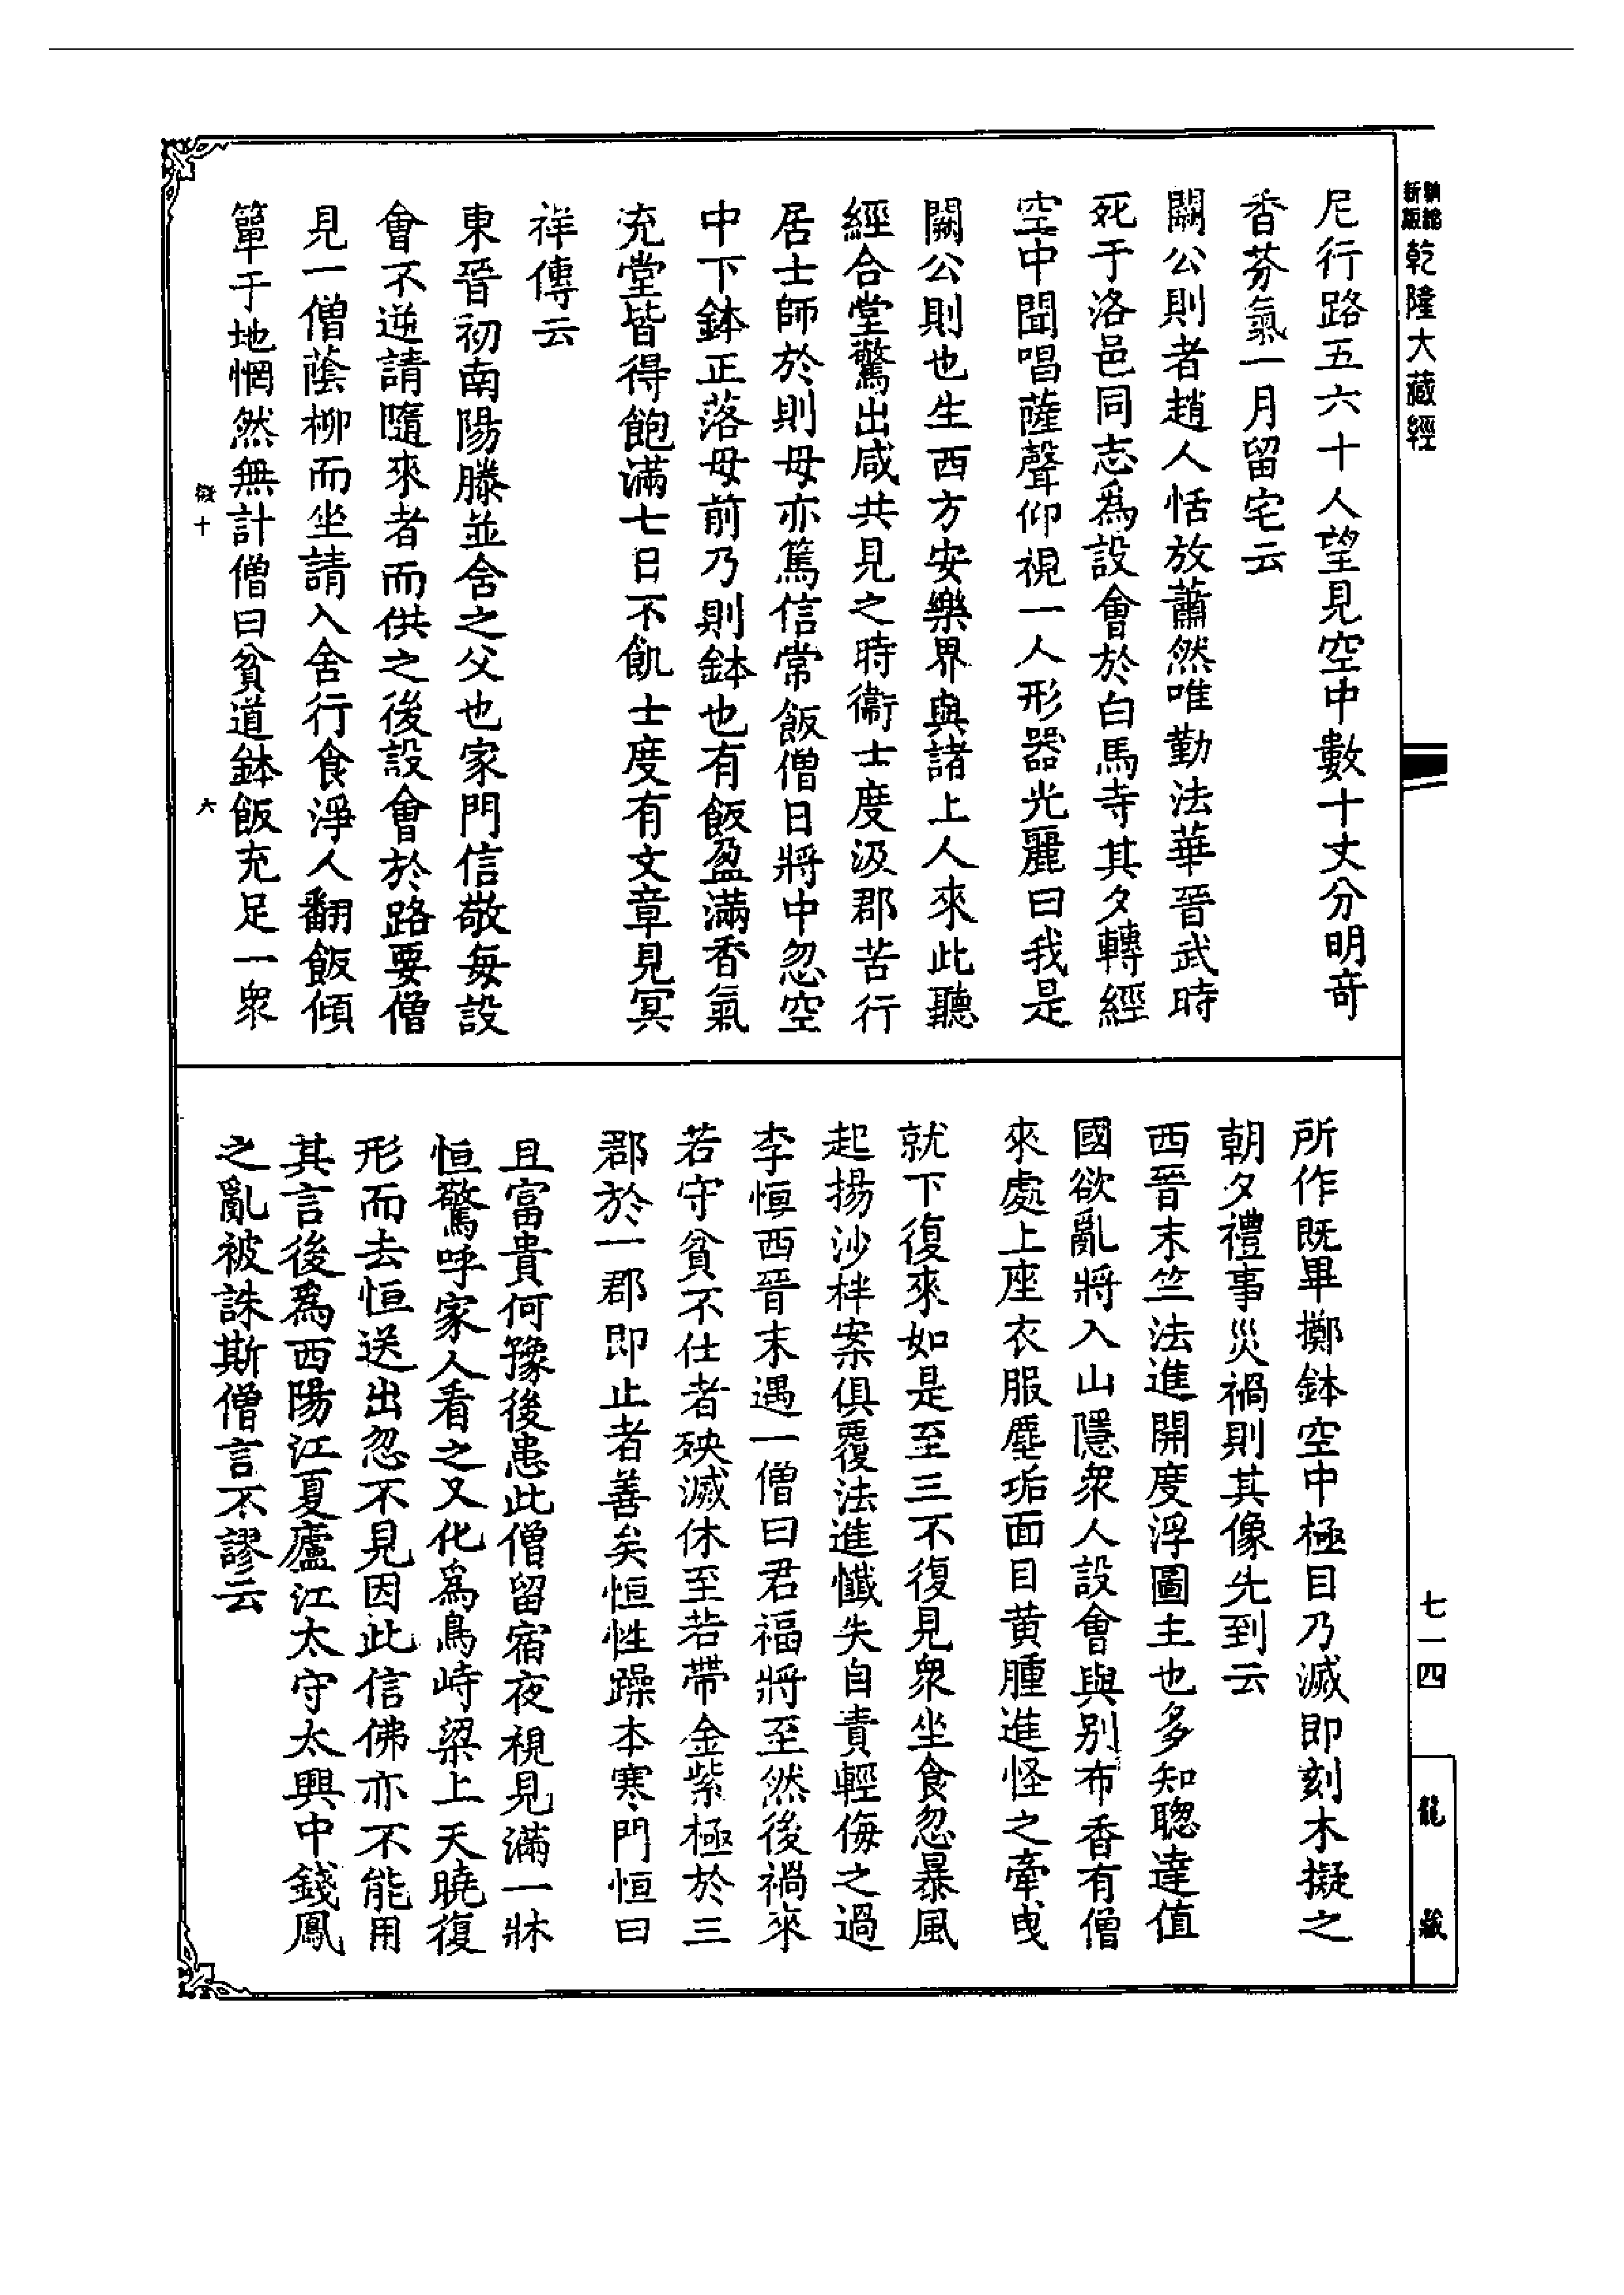 精縮新版乾隆大藏經
尼行路五六十人望見空中數十丈分明奇
香芬氣一月留宅云
闕公則者趙人恬放蕭然唯勤法華晉武時
死于洛邑同志爲設會於白馬寺其夕轉經
空中聞唱薩聲仰視一人形器光麗曰我是
闕公則也生西方安樂界與諸上人來此聽
經合堂驚出咸共見之時衞士度汲郡苦行
居士師於則母亦篤信常飯僧日將中忽空
中下鉢正落母前乃則鉢也有飯盈滿香氣
充堂皆得飽滿七日不飢士度有文章見冥
祥傳云
東晉初南陽滕並舍之父也家門信敬每設
會不逆請隨來者而供之後設會於路要僧
見一僧蔭柳而坐請入舍行食淨人翻飯傾
簞于地惘然無計僧曰貧道鉢飯充足一衆
所作既畢擲鉢空中極目乃滅即刻木擬之
朝夕禮事災禍則其像先到云
西晉末竺法進開度浮圖主也多知聰達值
國欲亂將入山隱衆人設會與别布香有僧
來處上座衣服塵垢面目黄腫進怪之牽曵
就下復來如是至三不復見衆坐食忽暴風
起揚沙柈案俱覆法進懺失自責輕侮之過
李恒西晉末遇一僧曰君福將至然後禍來
若守貧不仕者殃滅休至若帶金紫極於三
郡於一郡即止者善矣恒性躁本寒門恒曰
且富貴何豫後患此僧留宿夜視見滿一牀
恒驚呼家人看之又化爲鳥峙梁上天曉復
形而去恒送出忽不見因此信佛亦不能用
其言後爲西陽江夏廬江太守太興中錢鳳
之亂被誅斯僧言不謬云
十
六
七一四
龍藏